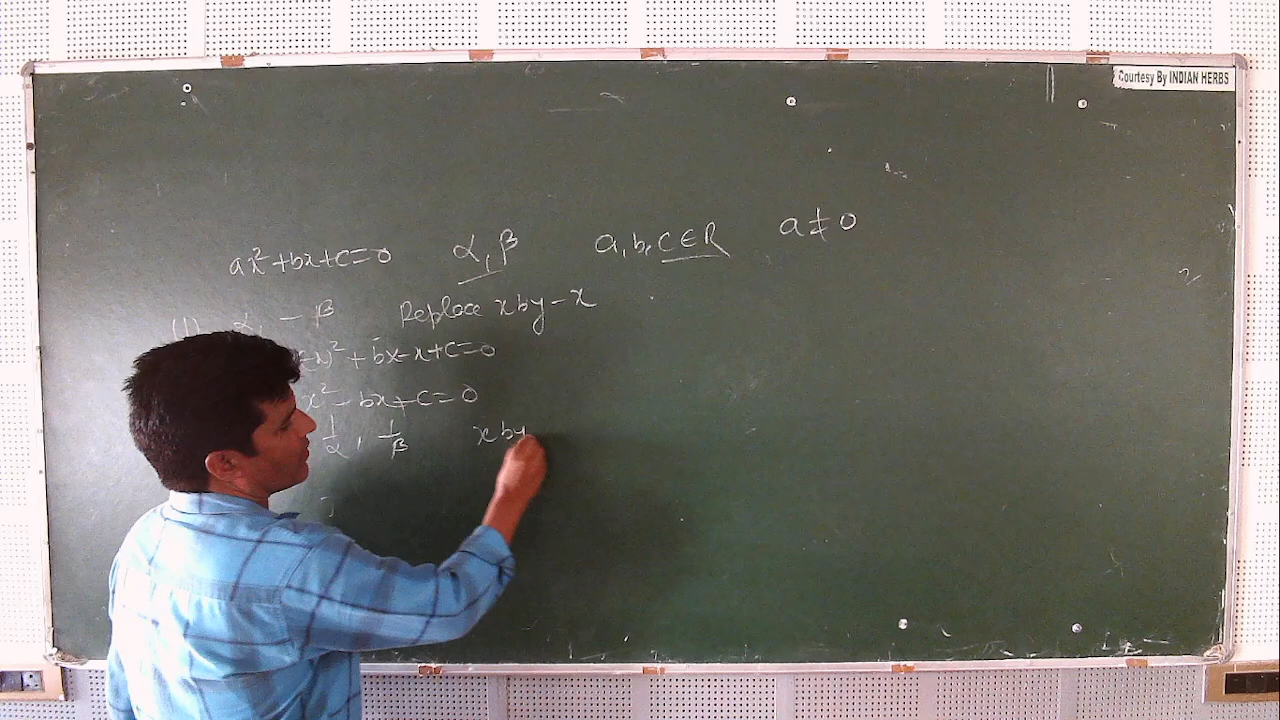 Courtesy By INDIAN HERBS
ax²+bx+c=0 α, β a, b, c ∈ R a ≠ 0
(1) α, - β Replace x by -x
(-x)² + bx-x+c=0
x² - bx+c=0
1/α, 1/β x by